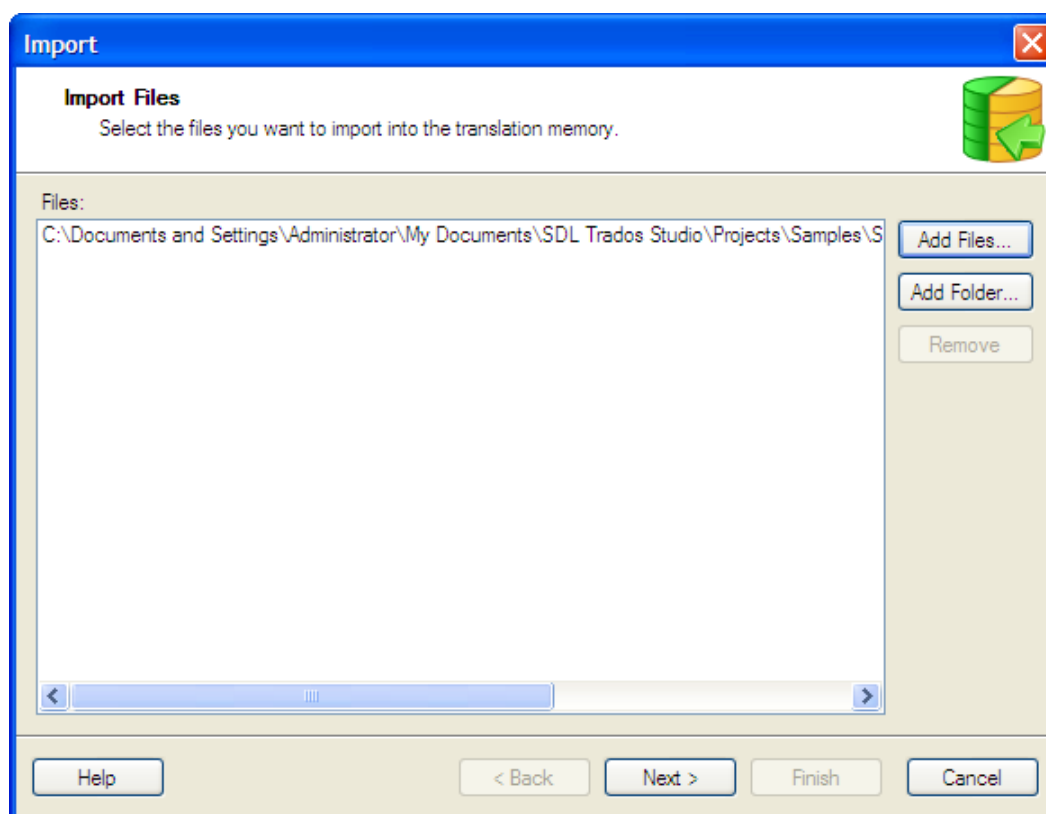 Import
Import Files
Select the files you want to import into the translation memory.
Files:
C:\Documents and Settings\Administrator\My Documents\SDL Trados Studio\Projects\Samples\S
Add Files...
Add Folder...
Remove
Help
< Back
Next >
Finish
Cancel